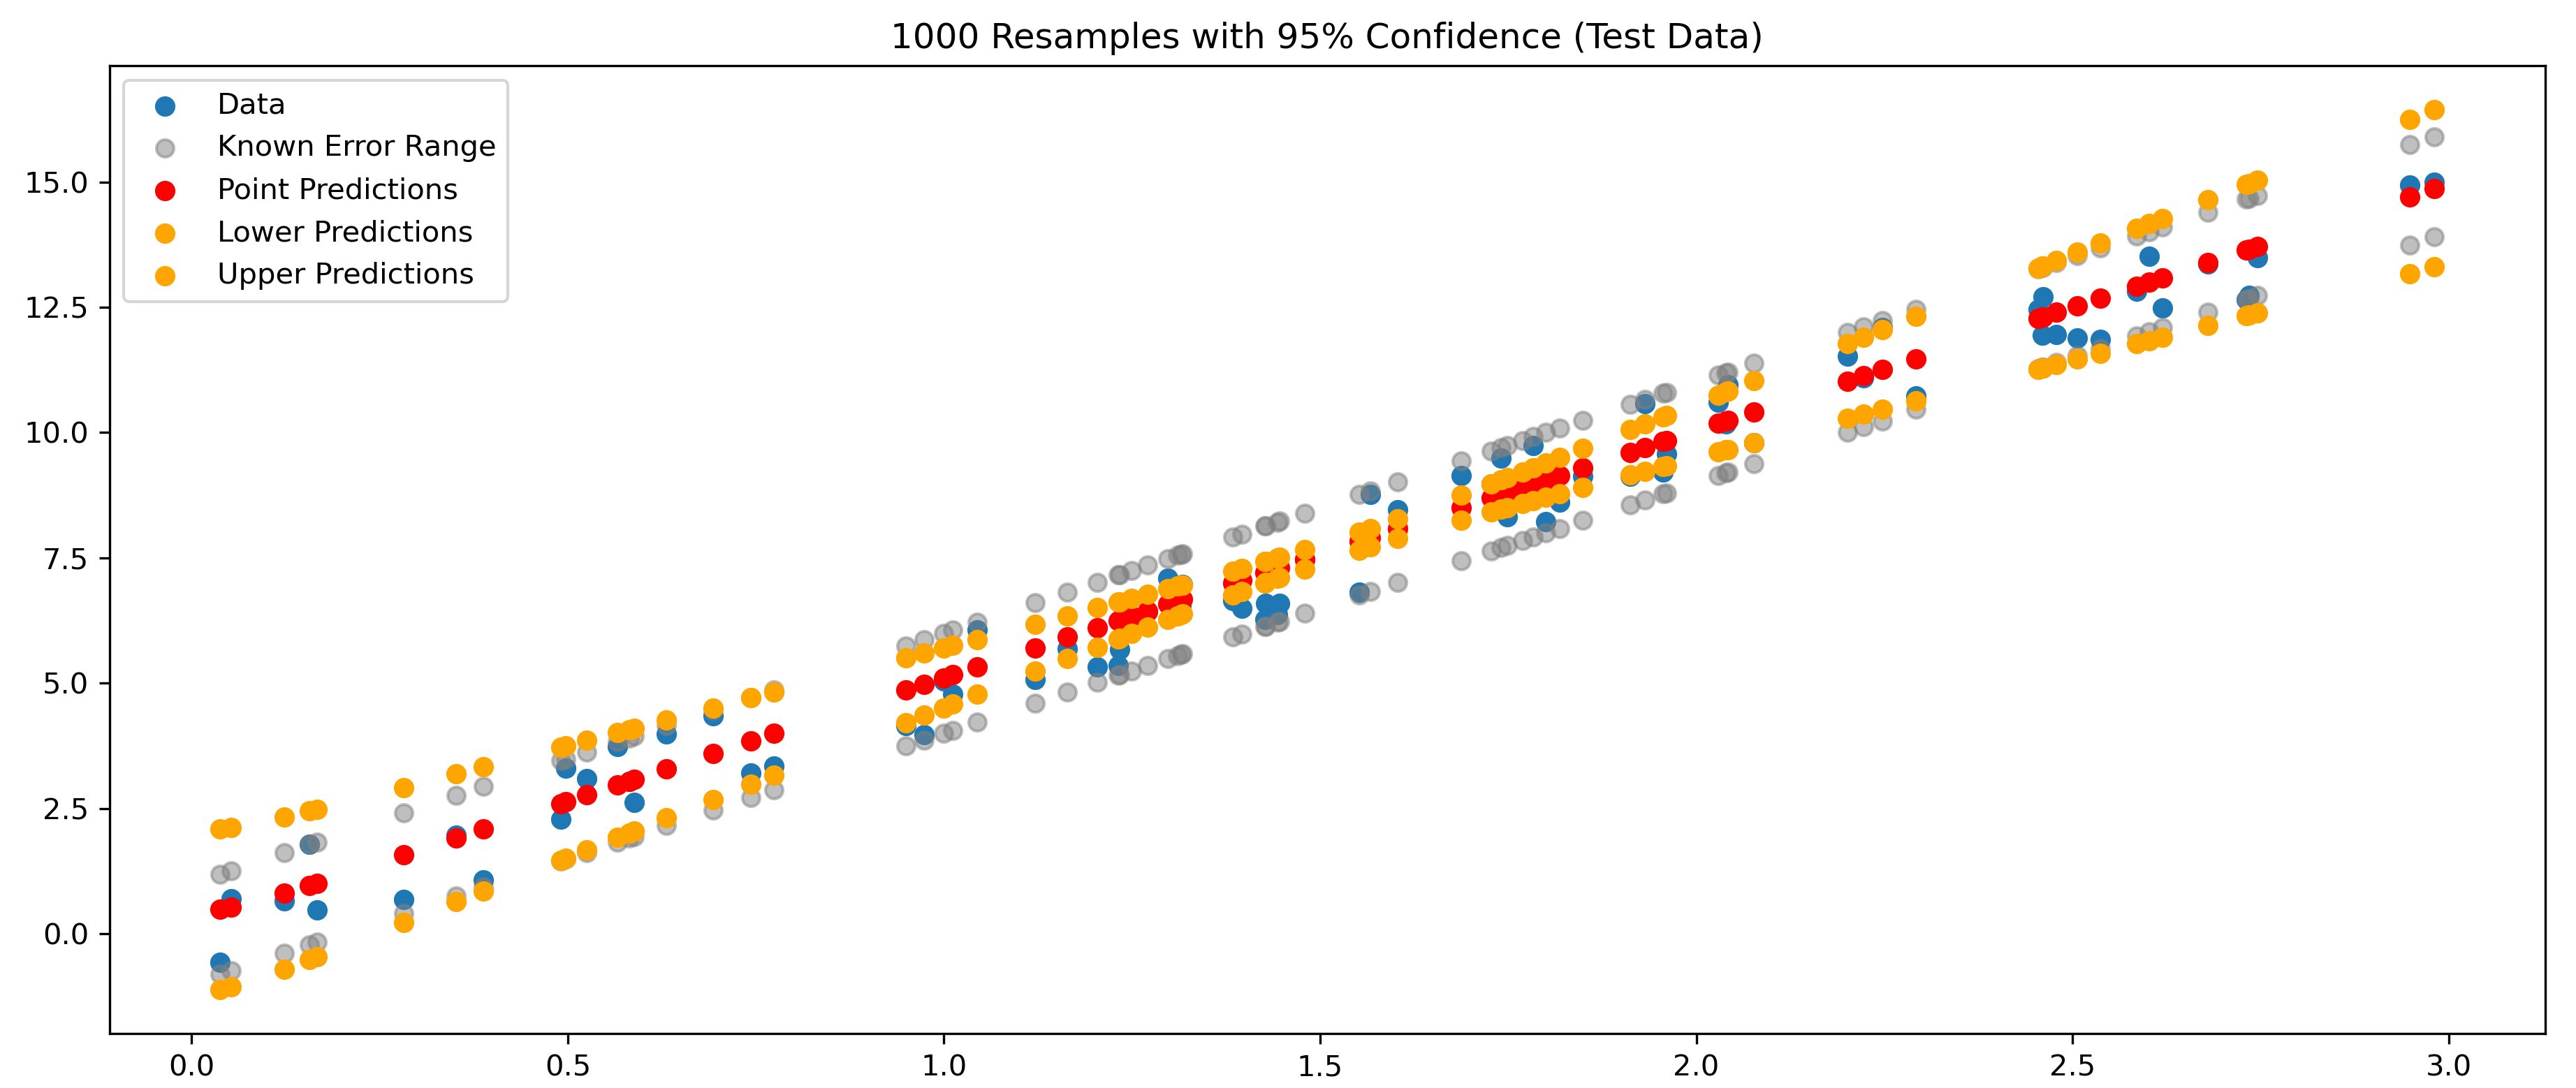 1000 Resamples with 95% Confidence (Test Data)
Data
Known Error Range
Point Predictions
Lower Predictions
Upper Predictions
15.0
12.5
10.0
7.5
5.0
2.5
0.0
0.0 0.5 1.0 1.5 2.0 2.5 3.0